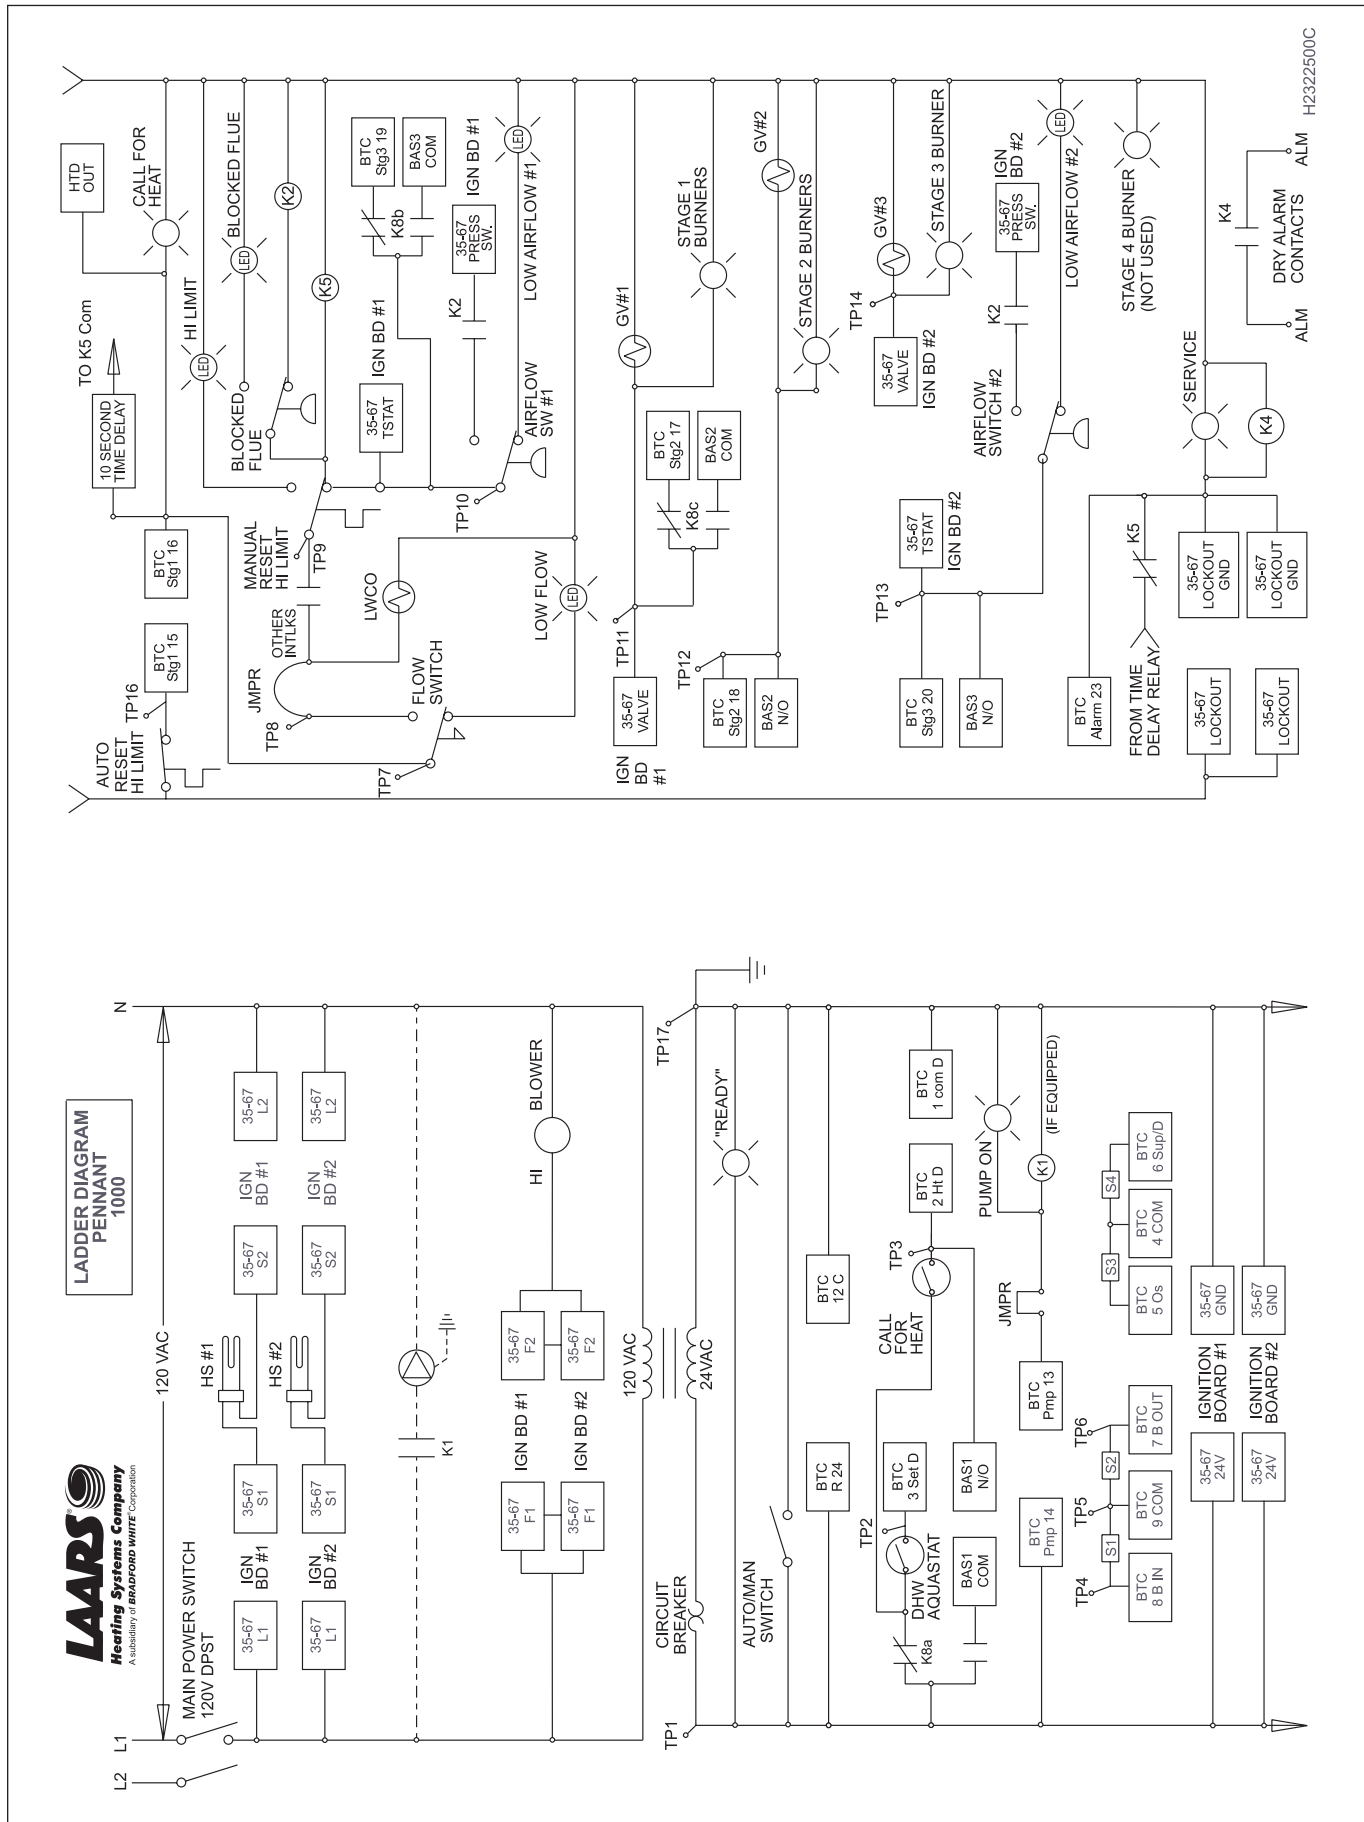 LAARS®
Heating Systems Company
A subsidiary of BRADFORD WHITE® Corporation
LADDER DIAGRAM
PENNANT
1000
L2
L1
120 VAC
N
MAIN POWER SWITCH
120V DPST
35-67
L1
IGN
BD #1
35-67
S1
HS #1
35-67
S2
IGN
BD #1
35-67
L2
35-67
L1
IGN
BD #2
35-67
S1
HS #2
35-67
S2
IGN
BD #2
35-67
L2
K1
35-67
F1
IGN BD #1
35-67
F2
HI
BLOWER
35-67
F1
IGN BD #2
35-67
F2
120 VAC
24VAC
CIRCUIT
BREAKER
TP1
TP17
"READY"
AUTO/MAN
SWITCH
BTC
R 24
BTC
12 C
K8a
DHW
AQUASTAT
TP2
BTC
3 Set D
CALL
FOR
HEAT
TP3
BTC
2 Ht D
BTC
1 com D
BAS1
COM
BAS1
N/O
PUMP ON
BTC
Pmp 14
BTC
Pmp 13
JMPR
K1
(IF EQUIPPED)
TP4
TP5
TP6
S1
S2
S3
S4
BTC
8 B IN
BTC
9 COM
BTC
7 B OUT
BTC
5 Os
BTC
4 COM
BTC
6 Sup/D
35-67
24V
IGNITION
BOARD #1
35-67
GND
35-67
24V
IGNITION
BOARD #2
35-67
GND
HTD
OUT
TO K5 Com
10 SECOND
TIME DELAY
CALL FOR
HEAT
AUTO
RESET
HI LIMIT
TP16
BTC
Stg1 15
BTC
Stg1 16
HI LIMIT
LED
BLOCKED FLUE
LED
BLOCKED
FLUE
K2
K5
JMPR
TP8
OTHER
INTLKS
MANUAL
RESET
HI LIMIT
TP9
LWCO
35-67
TSTAT
IGN BD #1
K8b
BTC
Stg3 19
BAS3
COM
TP7
FLOW
SWITCH
TP10
K2
35-67
PRESS
SW.
IGN BD #1
AIRFLOW
SW #1
LED
LOW AIRFLOW #1
LOW FLOW
LED
IGN
BD
#1
35-67
VALVE
TP11
GV#1
K8c
BTC
Stg2 17
BAS2
COM
STAGE 1
BURNERS
TP12
BTC
Stg2 18
BAS2
N/O
GV#2
STAGE 2 BURNERS
35-67
VALVE
IGN BD #2
TP14
GV#3
STAGE 3 BURNER
BTC
Stg3 20
TP13
35-67
TSTAT
IGN BD #2
BAS3
N/O
AIRFLOW
SWITCH #2
K2
35-67
PRESS
SW.
IGN
BD #2
LED
LOW AIRFLOW #2
STAGE 4 BURNER
(NOT USED)
BTC
Alarm 23
FROM TIME
DELAY RELAY
K5
SERVICE
35-67
LOCKOUT
35-67
LOCKOUT
GND
K4
35-67
LOCKOUT
35-67
LOCKOUT
GND
K4
ALM
DRY ALARM
CONTACTS
ALM
H2322500C